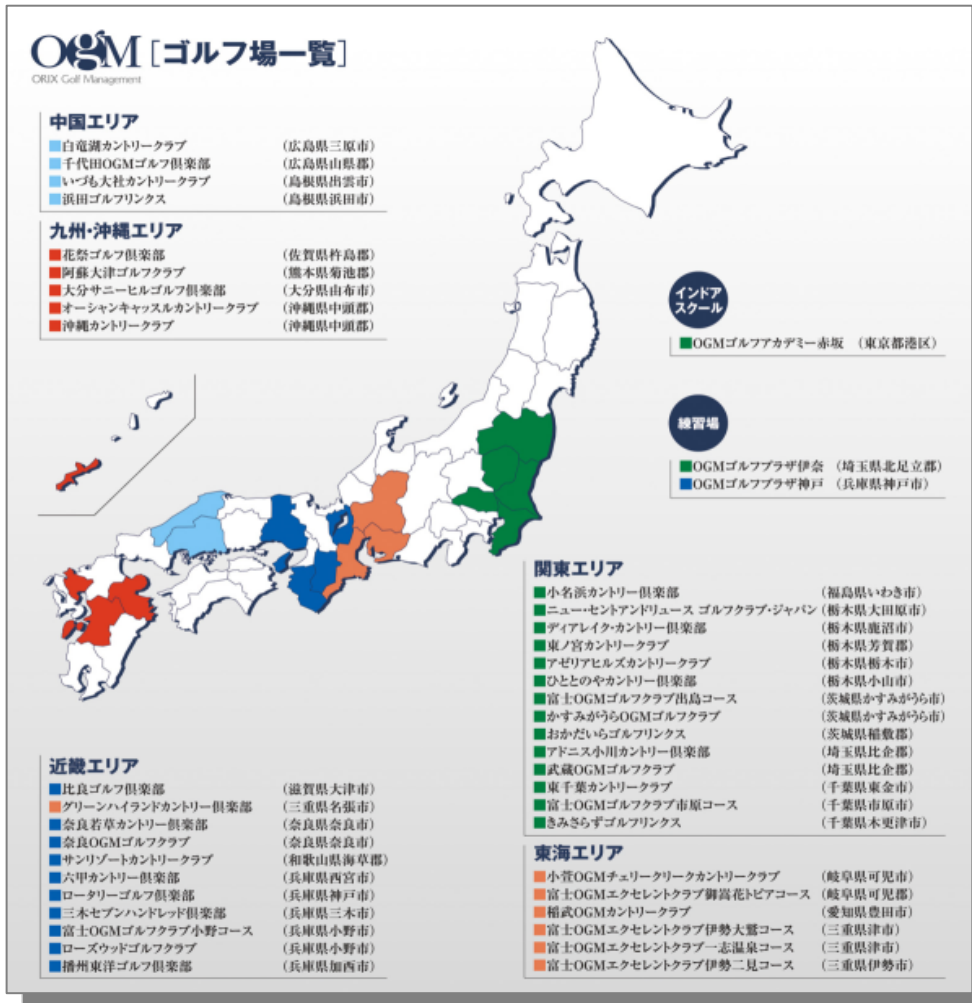 OgM [ゴルフ場一覧]
ORIX Golf Management
中国エリア
白竜湖カントリークラブ (広島県三原市)
千代田OGMゴルフ倶楽部 (広島県山県郡)
いづも大社カントリークラブ (島根県出雲市)
浜田ゴルフリンクス (島根県浜田市)
九州・沖縄エリア
花祭ゴルフ倶楽部 (佐賀県杵島郡)
阿蘇大津ゴルフクラブ (熊本県菊池郡)
大分サニーヒルゴルフ倶楽部 (大分県由布市)
オーシャンキャッスルカントリークラブ (沖縄県中頭郡)
沖縄カントリークラブ (沖縄県中頭郡)
インドア
スクール
OGMゴルフアカデミー赤坂 (東京都港区)
練習場
OGMゴルフプラザ伊奈 (埼玉県北足立郡)
OGMゴルフプラザ神戸 (兵庫県神戸市)
関東エリア
小名浜カントリー倶楽部 (福島県いわき市)
ニュー・セントアンドリュース ゴルフクラブ・ジャパン (栃木県大田原市)
ディアレイク・カントリー倶楽部 (栃木県鹿沼市)
東ノ宮カントリークラブ (栃木県芳賀郡)
アゼリアヒルズカントリークラブ (栃木県栃木市)
ひととのやカントリー倶楽部 (栃木県小山市)
富士OGMゴルフクラブ出島コース (茨城県かすみがうら市)
かすみがうらOGMゴルフクラブ (茨城県かすみがうら市)
おかだいらゴルフリンクス (茨城県稲敷郡)
アドニス小川カントリー倶楽部 (埼玉県比企郡)
武蔵OGMゴルフクラブ (埼玉県比企郡)
東千葉カントリークラブ (千葉県東金市)
富士OGMゴルフクラブ市原コース (千葉県市原市)
きみさらずゴルフリンクス (千葉県木更津市)
近畿エリア
比良ゴルフ倶楽部 (滋賀県大津市)
グリーンハイランドカントリー倶楽部 (三重県名張市)
奈良若草カントリー倶楽部 (奈良県奈良市)
奈良OGMゴルフクラブ (奈良県奈良市)
サンリゾートカントリークラブ (和歌山県海草郡)
六甲カントリー倶楽部 (兵庫県西宮市)
ロータリーゴルフ倶楽部 (兵庫県神戸市)
三木セブンハンドレッド倶楽部 (兵庫県三木市)
富士OGMゴルフクラブ小野コース (兵庫県小野市)
ローズウッドゴルフクラブ (兵庫県小野市)
播州東洋ゴルフ倶楽部 (兵庫県加西市)
東海エリア
小萱OGMチェリークリークカントリークラブ (岐阜県可児市)
富士OGMエクセレントクラブ御嵩花トピアコース (岐阜県可児郡)
稲武OGMカントリークラブ (愛知県豊田市)
富士OGMエクセレントクラブ伊勢大鷲コース (三重県津市)
富士OGMエクセレントクラブ一志温泉コース (三重県津市)
富士OGMエクセレントクラブ伊勢二見コース (三重県伊勢市)